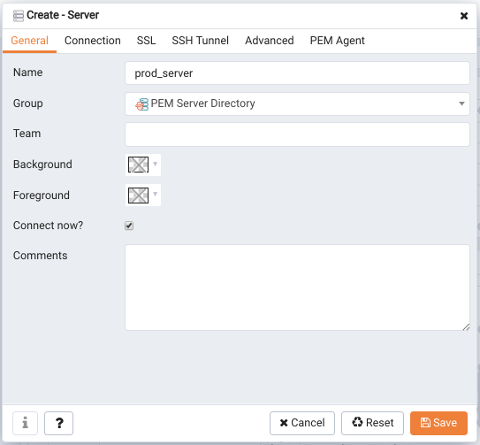 Create - Server
General Connection SSL SSH Tunnel Advanced PEM Agent
Name prod_server
Group PEM Server Directory
Team
Background
Foreground
Connect now?
Comments
i ? Cancel Reset Save